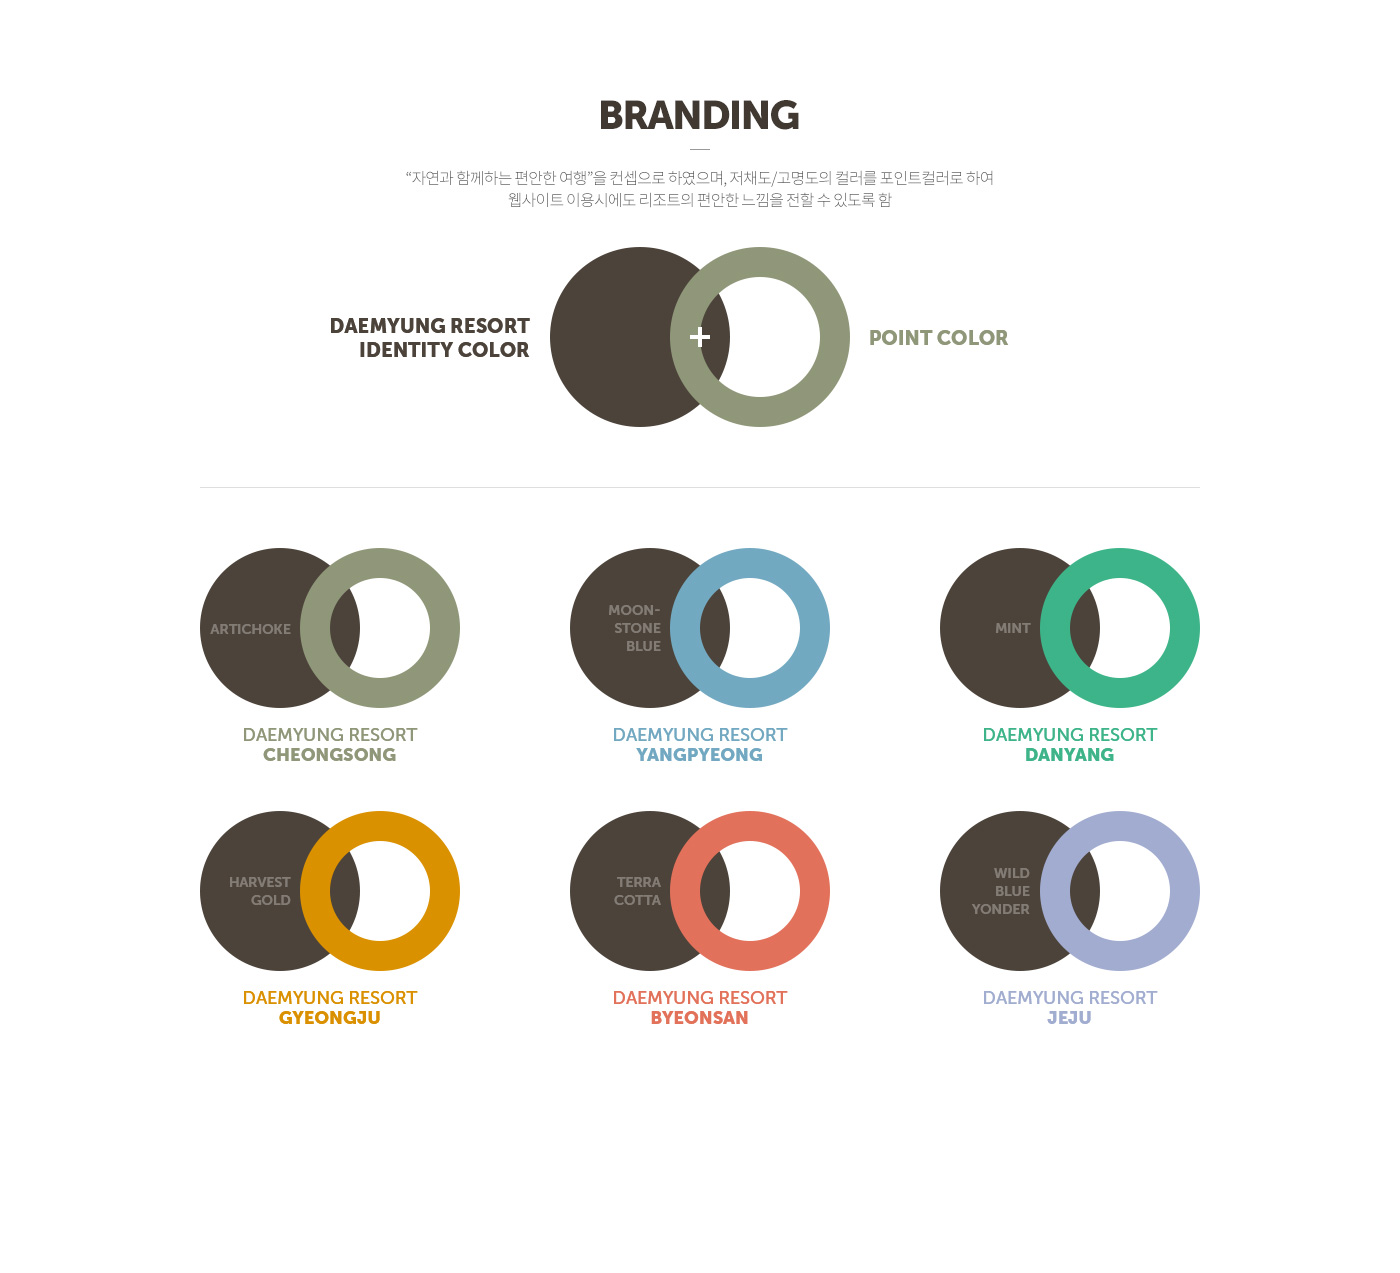 BRANDING
“자연과 함께하는 편안한 여행”을 컨셉으로 하였으며, 저채도/고명도의 컬러를 포인트컬러로 하여
웹사이트 이용시에도 리조트의 편안한 느낌을 전할 수 있도록 함
DAEMYUNG RESORT
IDENTITY COLOR
+
POINT COLOR
ARTICHOKE
DAEMYUNG RESORT
CHEONGSONG
MOON-
STONE
BLUE
DAEMYUNG RESORT
YANGPYEONG
MINT
DAEMYUNG RESORT
DANYANG
HARVEST
GOLD
DAEMYUNG RESORT
GYEONGJU
TERRA
COTTA
DAEMYUNG RESORT
BYEONSAN
WILD
BLUE
YONDER
DAEMYUNG RESORT
JEJU